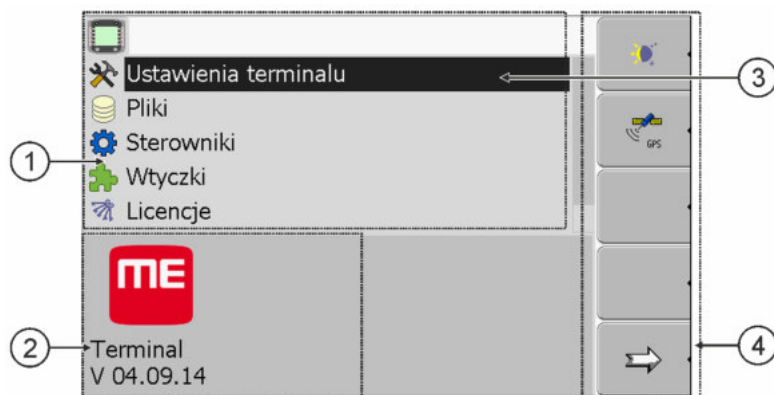 Ustawienia terminalu
Pliki
Sterowniki
Wtyczki
Licencje
ME
Terminal
V 04.09.14
GPS
1
2
3
4